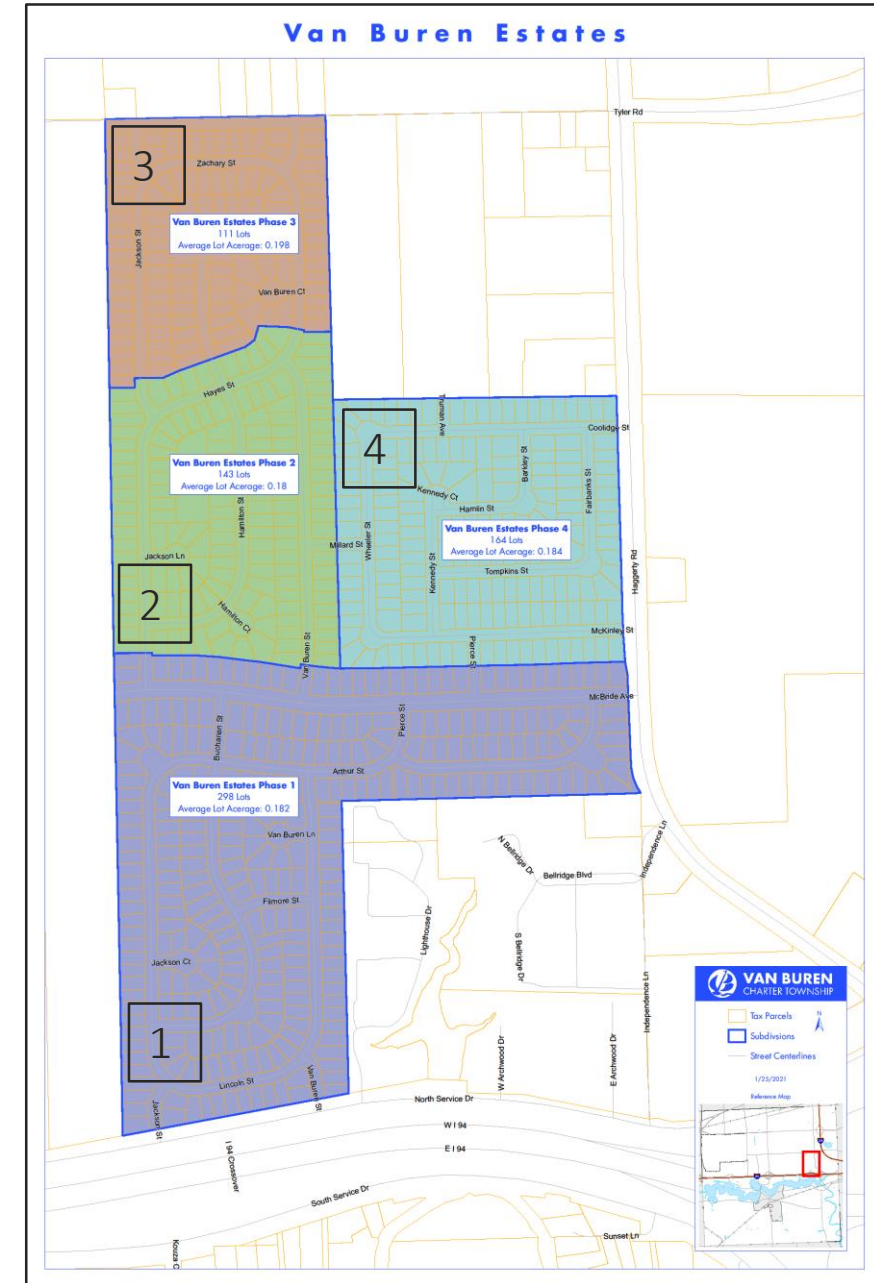 Van Buren Estates
Tyler Rd
3
Zachary St
Van Buren Estates Phase 3
111 Lots
Average Lot Acerage: 0.198
Jackson St
Van Buren Ct
Hayes St
Truman Ave
Coolidge St
4
Barkley St
Fairbanks St
Van Buren Estates Phase 2
143 Lots
Average Lot Acerage: 0.18
Kennedy Ct
Hamlin St
Hamilton St
Van Buren Estates Phase 4
164 Lots
Average Lot Acerage: 0.184
Millard St
Wheeler St
Kennedy St
Tompkins St
Haggerty Rd
Jackson Ln
2
Hamilton Ct
Van Buren St
McKinley St
Pierce St
McBride Ave
Buchanan St
Pierce St
Arthur St
Van Buren Estates Phase 1
298 Lots
Average Lot Acerage: 0.182
Van Buren Ln
N Bellridge Dr
Bellridge Blvd
Independence Ln
Filmore St
Lighthouse Dr
S Bellridge Dr
Jackson Ct
Independence Ln
1
Lincoln St
Van Buren St
Jackson St
W Archwood Dr
E Archwood Dr
North Service Dr
W I 94
E I 94
I 94 Crossover
South Service Dr
Kouza C
Sunset Ln
VAN BUREN
CHARTER TOWNSHIP
Tax Parcels
N
Subdivsions
Street Centerlines
1/25/2021
Reference Map